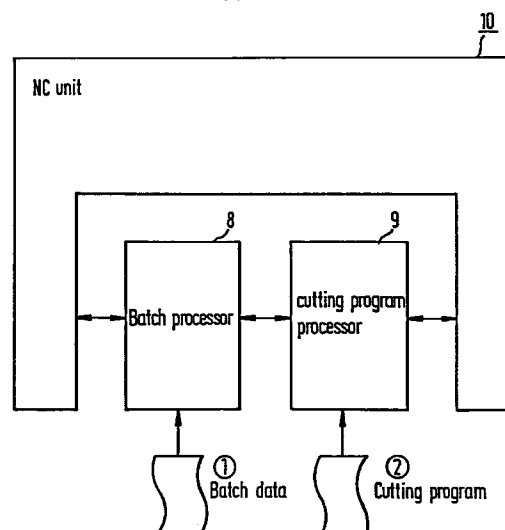 10
NC unit
8
9
Batch processor
cutting program
processor
①
Batch data
②
Cutting program